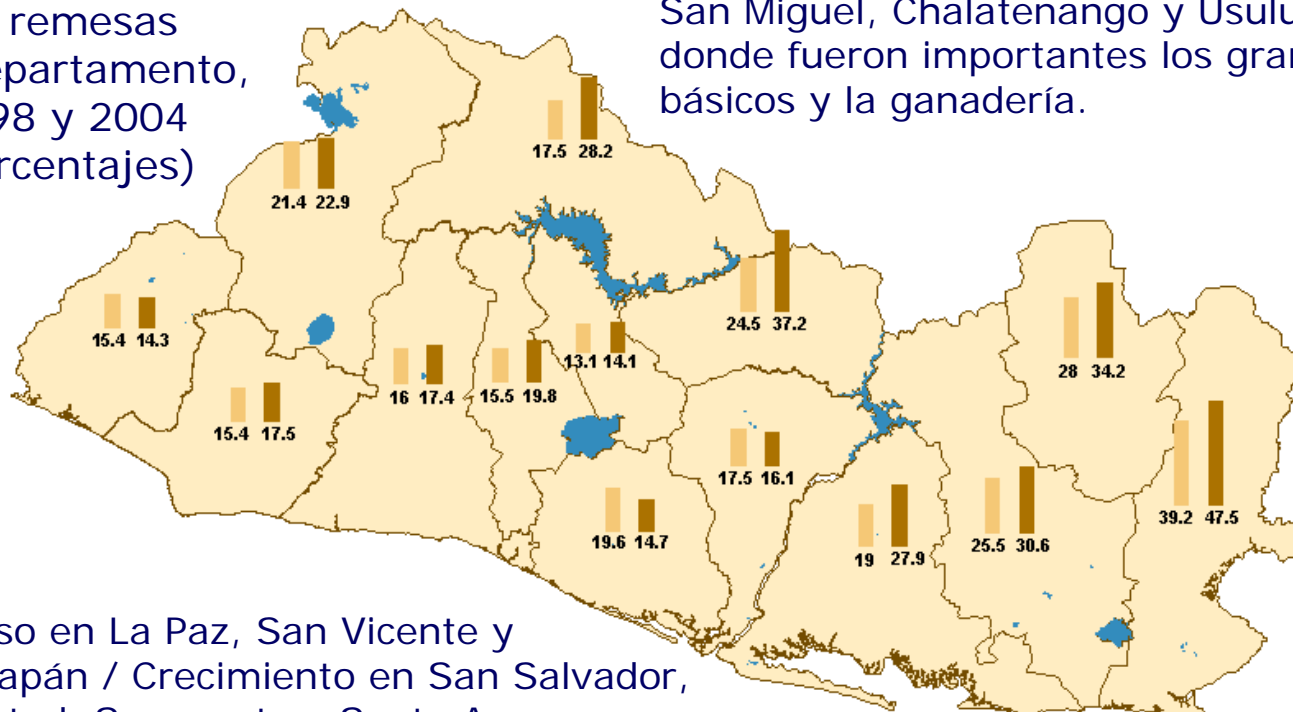 remesas
epartamento,
98 y 2004
rcentajes)
San Miguel, Chalatenango y Usulu
donde fueron importantes los gran
básicos y la ganadería.
17.5 28.2
21.4 22.9
24.5 37.2
15.4 14.3
13.1 14.1
28 34.2
16 17.4
15.5 19.8
15.4 17.5
17.5 16.1
39.2 47.5
19.6 14.7
19 27.9
25.5 30.6
so en La Paz, San Vicente y
apán / Crecimiento en San Salvador,